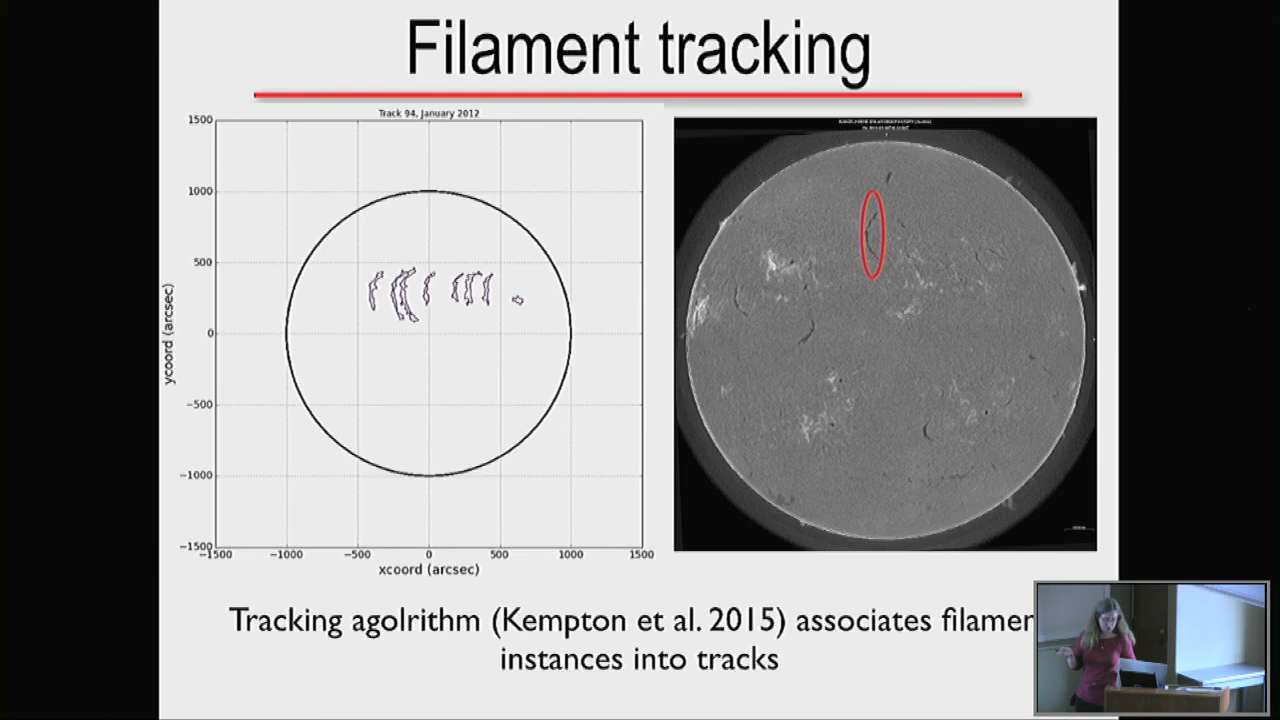 Filament tracking
Track 94, January 2012
1500
1000
500
0
−500
−1000
−1500
−1500 −1000 −500 0 500 1000 1500
ycoord (arcsec)
xcoord (arcsec)
Tracking agolrithm (Kempton et al. 2015) associates filamen
instances into tracks